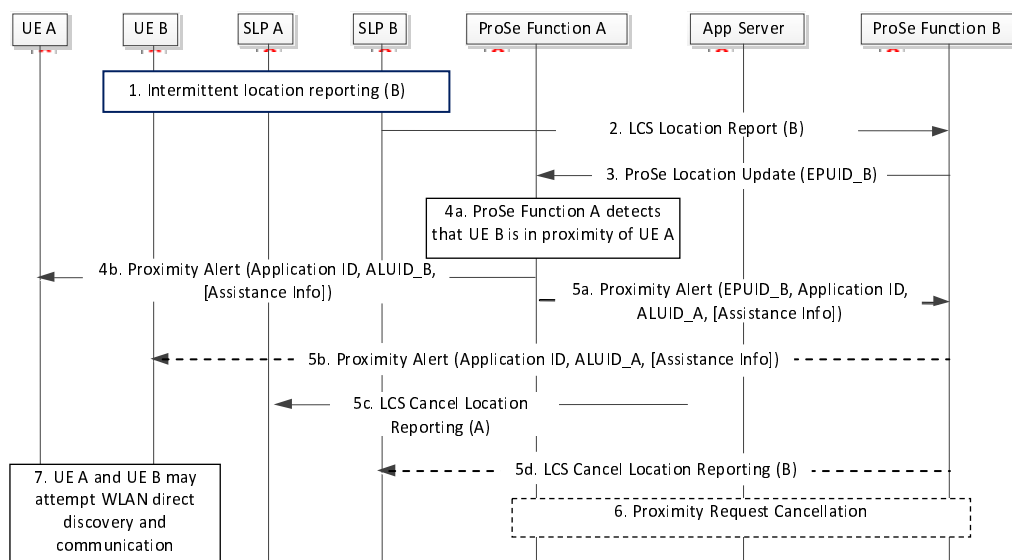 UE A
UE B
SLP A
SLP B
ProSe Function A
App Server
ProSe Function B
1. Intermittent location reporting (B)
2. LCS Location Report (B)
3. ProSe Location Update (EPUID_B)
4a. ProSe Function A detects
that UE B is in proximity of UE A
4b. Proximity Alert (Application ID, ALUID_B,
[Assistance Info])
5a. Proximity Alert (EPUID_B, Application ID,
ALUID_A, [Assistance Info])
5b. Proximity Alert (Application ID, ALUID_A, [Assistance Info])
5c. LCS Cancel Location
Reporting (A)
5d. LCS Cancel Location Reporting (B)
7. UE A and UE B may
attempt WLAN direct
discovery and
communication
6. Proximity Request Cancellation